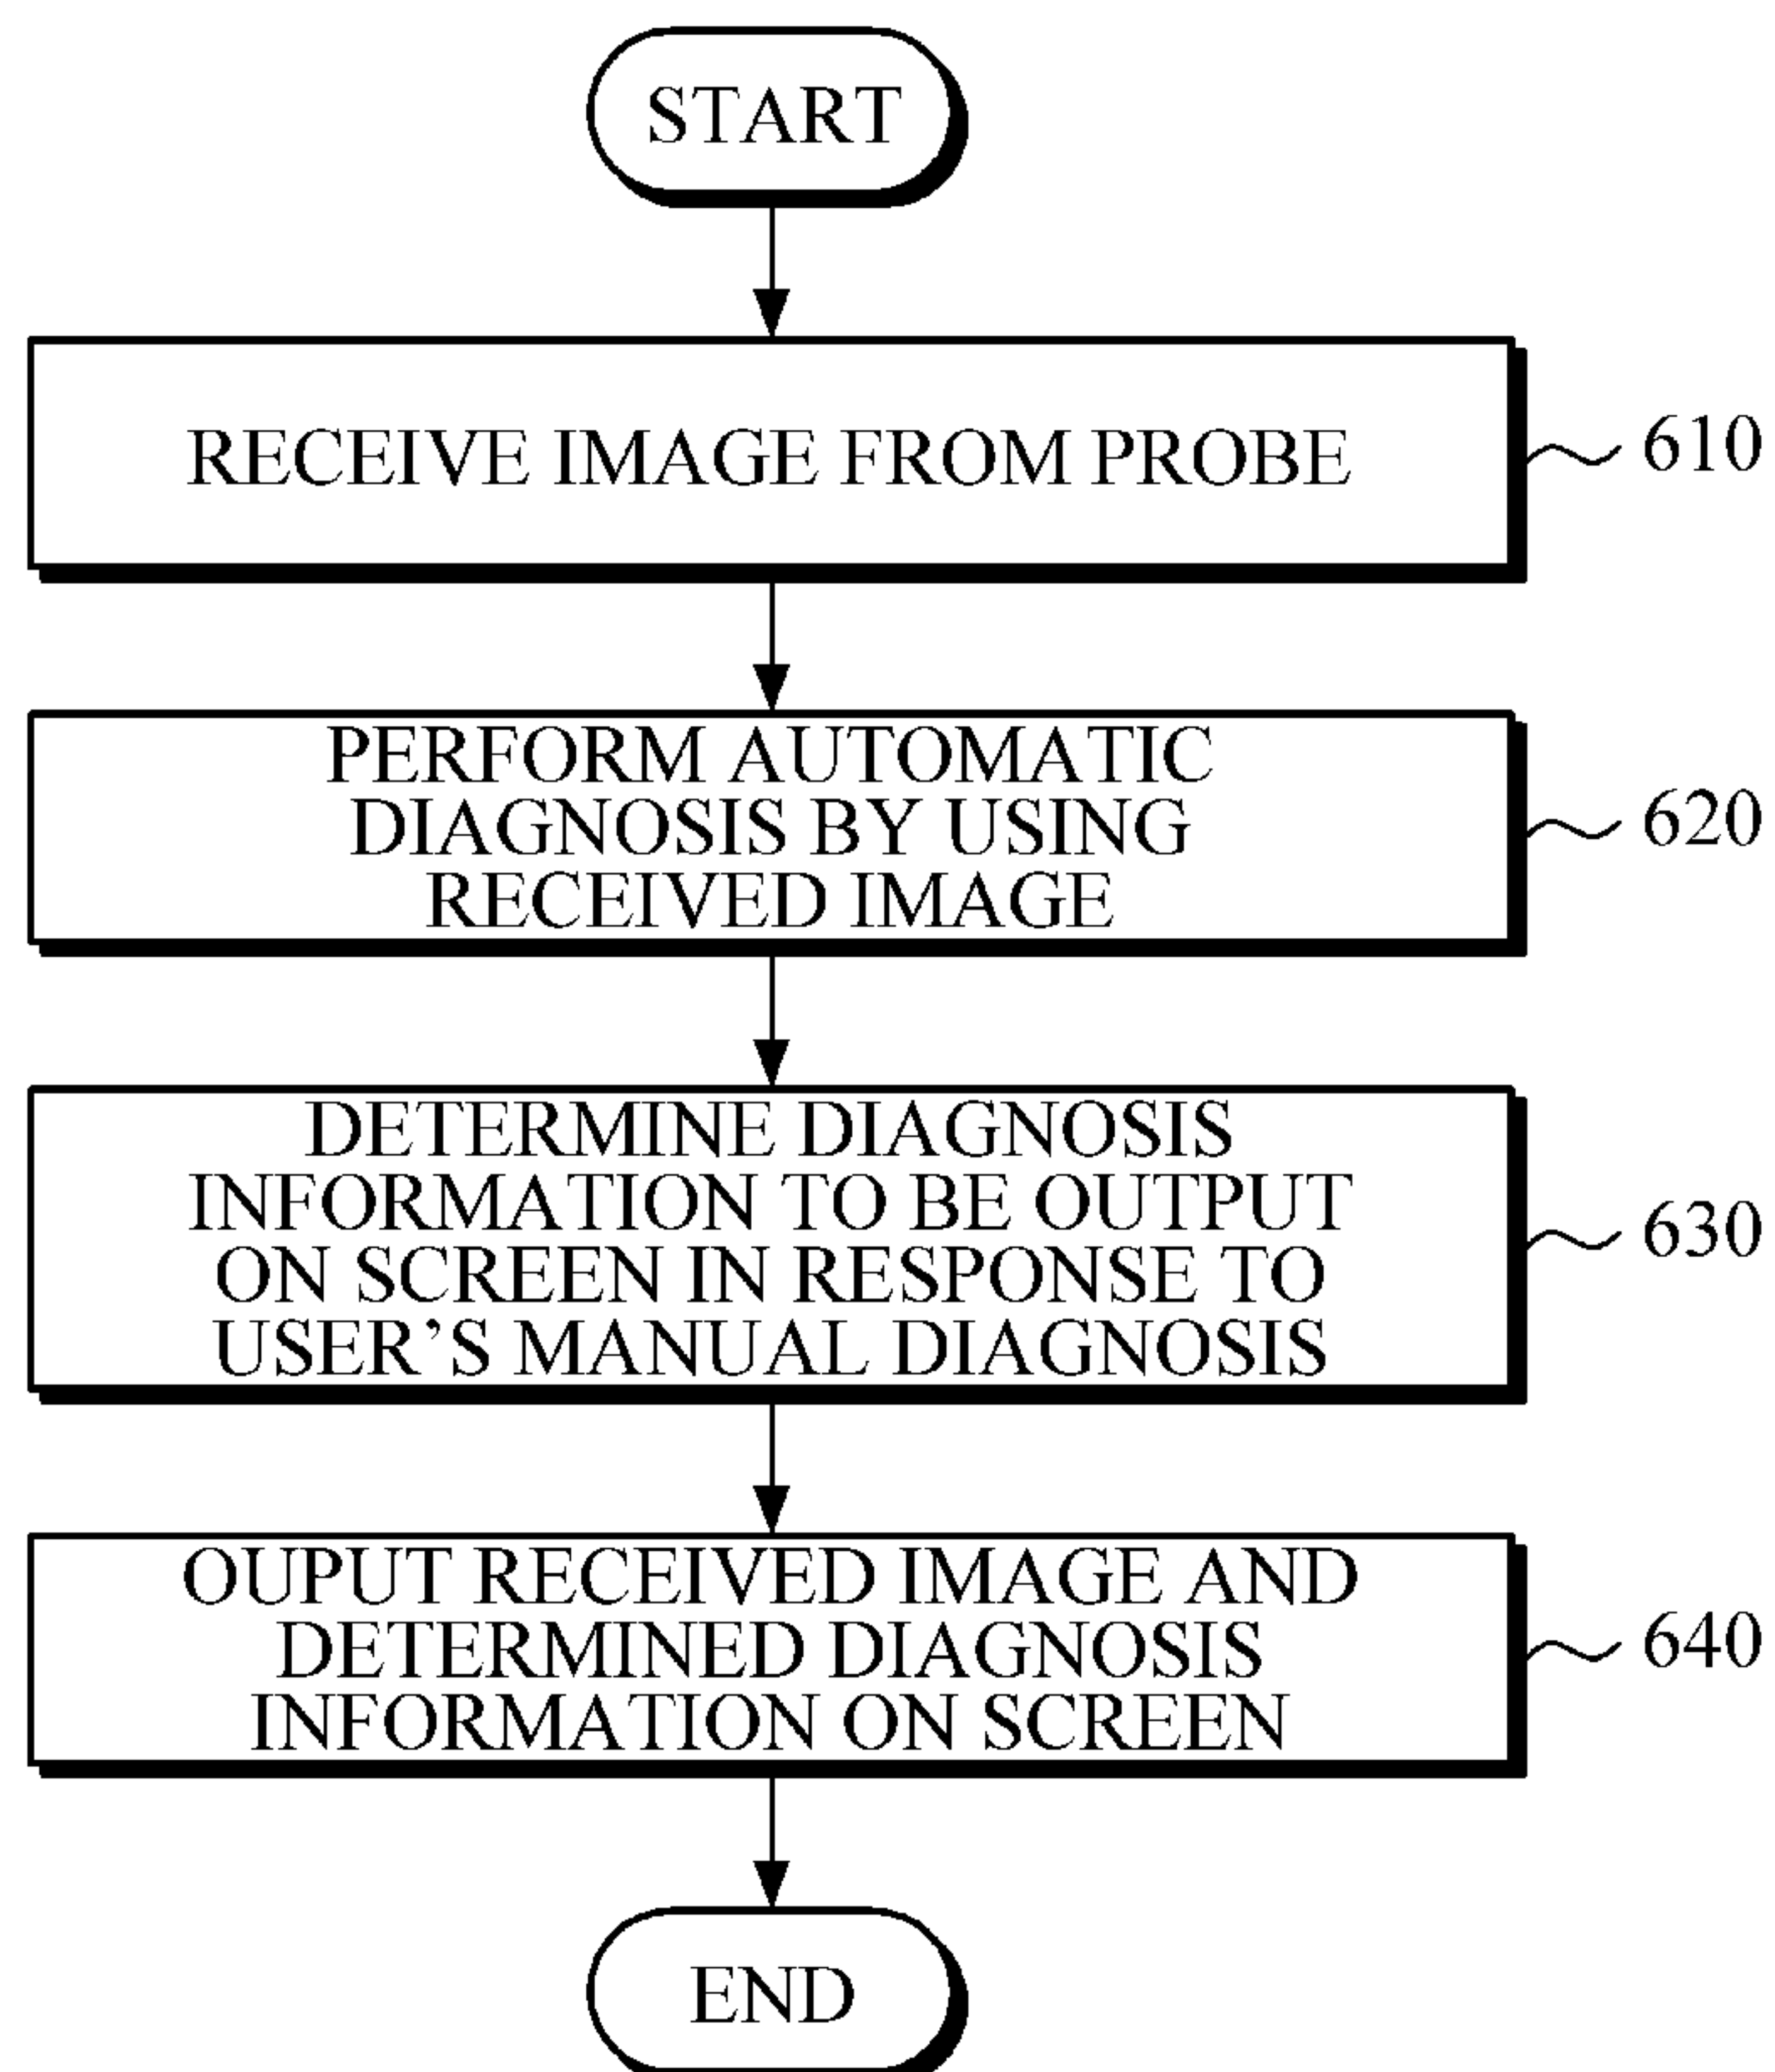 START
RECEIVE IMAGE FROM PROBE
610
PERFORM AUTOMATIC
DIAGNOSIS BY USING
RECEIVED IMAGE
620
DETERMINE DIAGNOSIS
INFORMATION TO BE OUTPUT
ON SCREEN IN RESPONSE TO
USER’S MANUAL DIAGNOSIS
630
OUPUT RECEIVED IMAGE AND
DETERMINED DIAGNOSIS
INFORMATION ON SCREEN
640
END